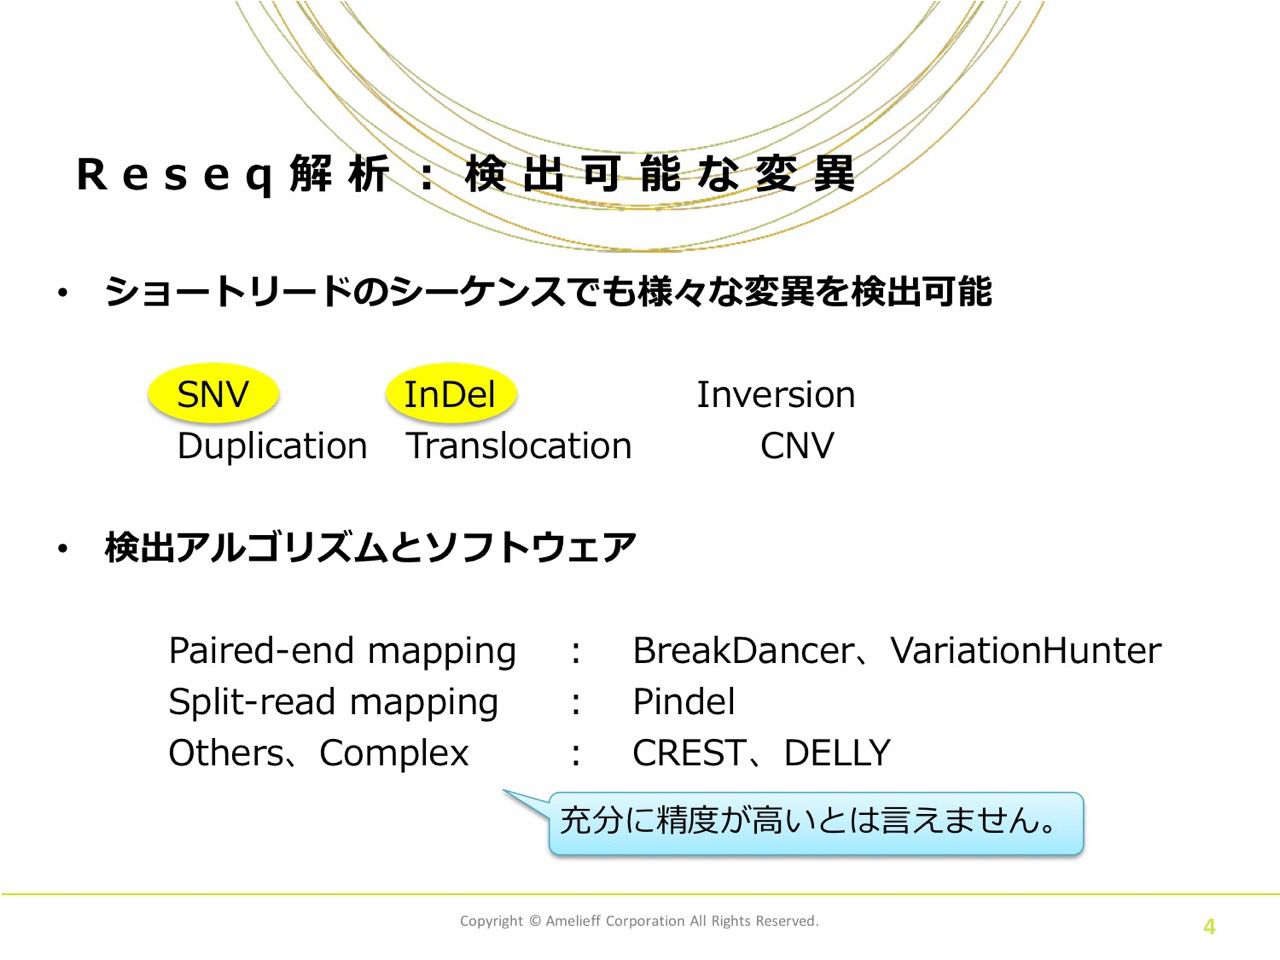 Reseq解析：検出可能な変異
• ショートリードのシーケンスでも様々な変異を検出可能
SNV InDel Inversion
Duplication Translocation CNV
• 検出アルゴリズムとソフトウェア
Paired-end mapping : BreakDancer、VariationHunter
Split-read mapping : Pindel
Others、Complex : CREST、DELLY
充分に精度が高いとは言えません。
Copyright © Amelieff Corporation All Rights Reserved.
4